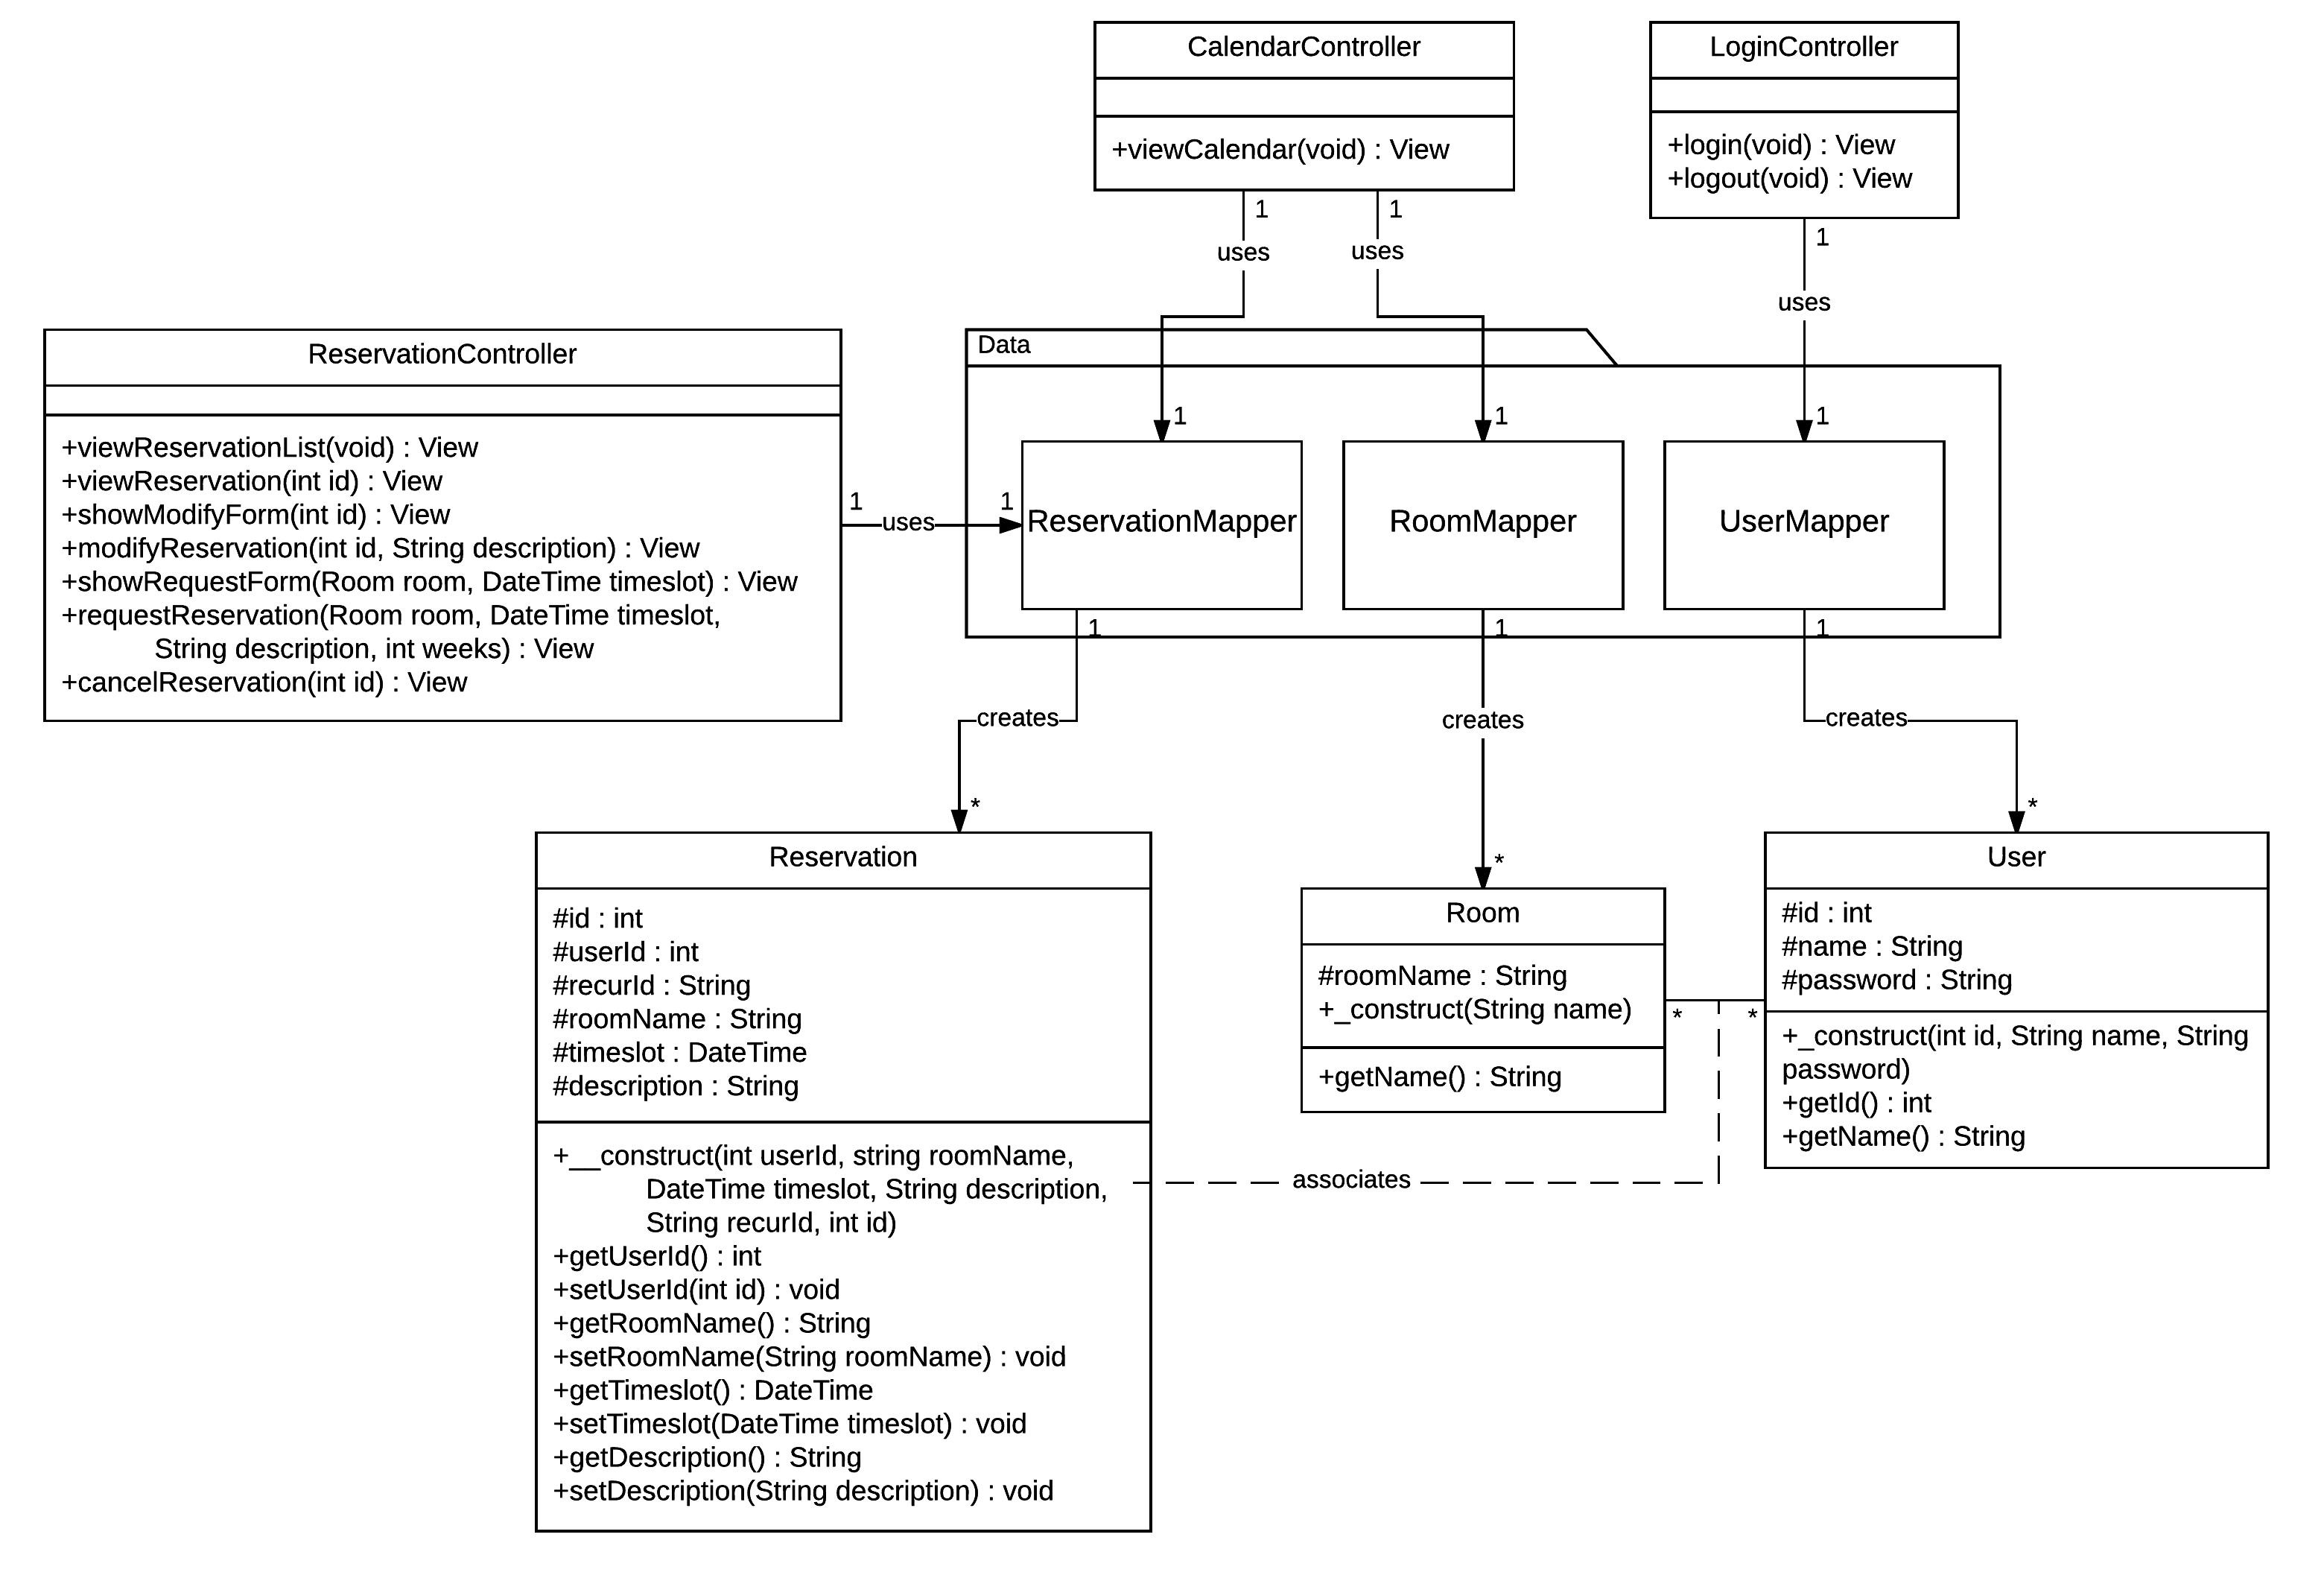 CalendarController
+viewCalendar(void) : View
LoginController
+login(void) : View
+logout(void) : View
1
uses
1
uses
1
uses
ReservationController
+viewReservationList(void) : View
+viewReservation(int id) : View
+showModifyForm(int id) : View
+modifyReservation(int id, String description) : View
+showRequestForm(Room room, DateTime timeslot) : View
+requestReservation(Room room, DateTime timeslot,
String description, int weeks) : View
+cancelReservation(int id) : View
1
uses
1
Data
1
1
1
ReservationMapper
RoomMapper
UserMapper
1
1
1
creates
creates
creates
*
*
*
Reservation
#id : int
#userId : int
#recurId : String
#roomName : String
#timeslot : DateTime
#description : String
+__construct(int userId, string roomName,
DateTime timeslot, String description,
String recurId, int id)
+getUserId() : int
+setUserId(int id) : void
+getRoomName() : String
+setRoomName(String roomName) : void
+getTimeslot() : DateTime
+setTimeslot(DateTime timeslot) : void
+getDescription() : String
+setDescription(String description) : void
associates
Room
#roomName : String
+_construct(String name)
+getName() : String
*
*
User
#id : int
#name : String
#password : String
+_construct(int id, String name, String
password)
+getId() : int
+getName() : String